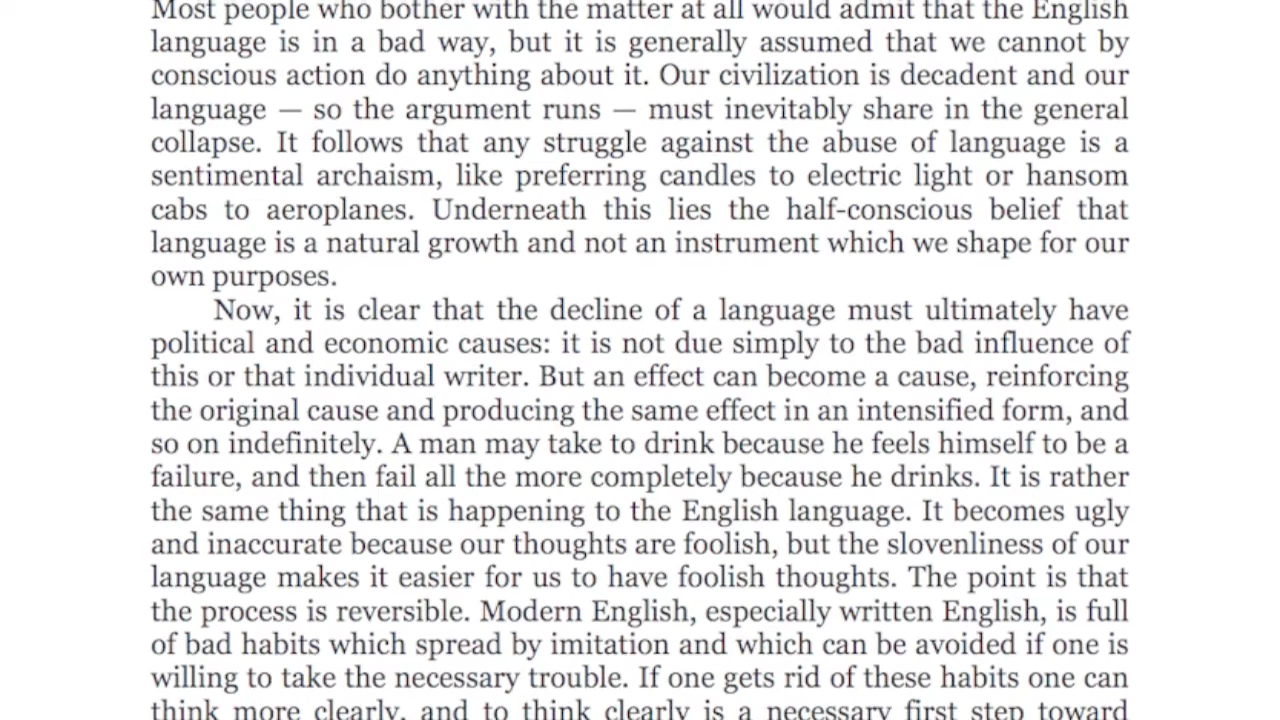 Most people who bother with the matter at all would admit that the English
language is in a bad way, but it is generally assumed that we cannot by
conscious action do anything about it. Our civilization is decadent and our
language — so the argument runs — must inevitably share in the general
collapse. It follows that any struggle against the abuse of language is a
sentimental archaism, like preferring candles to electric light or hansom
cabs to aeroplanes. Underneath this lies the half-conscious belief that
language is a natural growth and not an instrument which we shape for our
own purposes.
Now, it is clear that the decline of a language must ultimately have
political and economic causes: it is not due simply to the bad influence of
this or that individual writer. But an effect can become a cause, reinforcing
the original cause and producing the same effect in an intensified form, and
so on indefinitely. A man may take to drink because he feels himself to be a
failure, and then fail all the more completely because he drinks. It is rather
the same thing that is happening to the English language. It becomes ugly
and inaccurate because our thoughts are foolish, but the slovenliness of our
language makes it easier for us to have foolish thoughts. The point is that
the process is reversible. Modern English, especially written English, is full
of bad habits which spread by imitation and which can be avoided if one is
willing to take the necessary trouble. If one gets rid of these habits one can
think more clearly, and to think clearly is a necessary first step toward